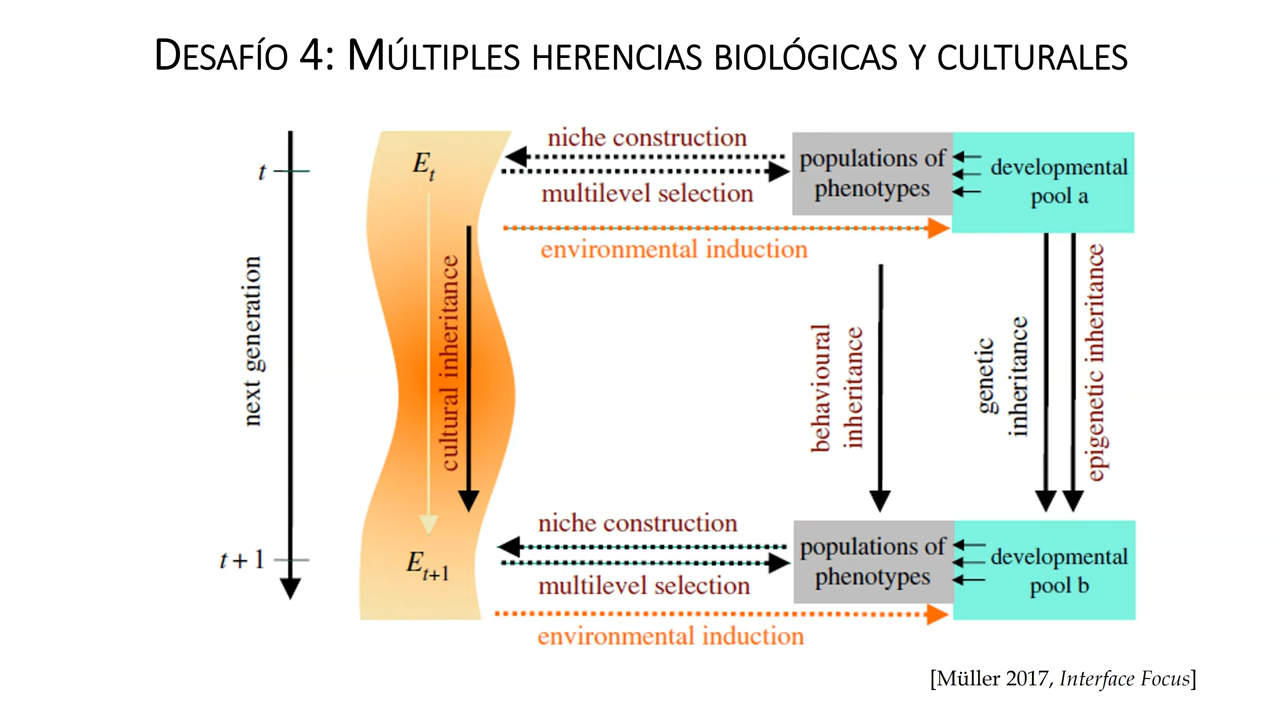 DESAFÍO 4: MÚLTIPLES HERENCIAS BIOLÓGICAS Y CULTURALES
t
E_t
niche construction
multilevel selection
environmental induction
populations of
phenotypes
developmental
pool a
next generation
cultural inheritance
behavioural
inheritance
genetic
inheritance
epigenetic inheritance
t+1
E_{t+1}
niche construction
multilevel selection
environmental induction
populations of
phenotypes
developmental
pool b
[Müller 2017, Interface Focus]